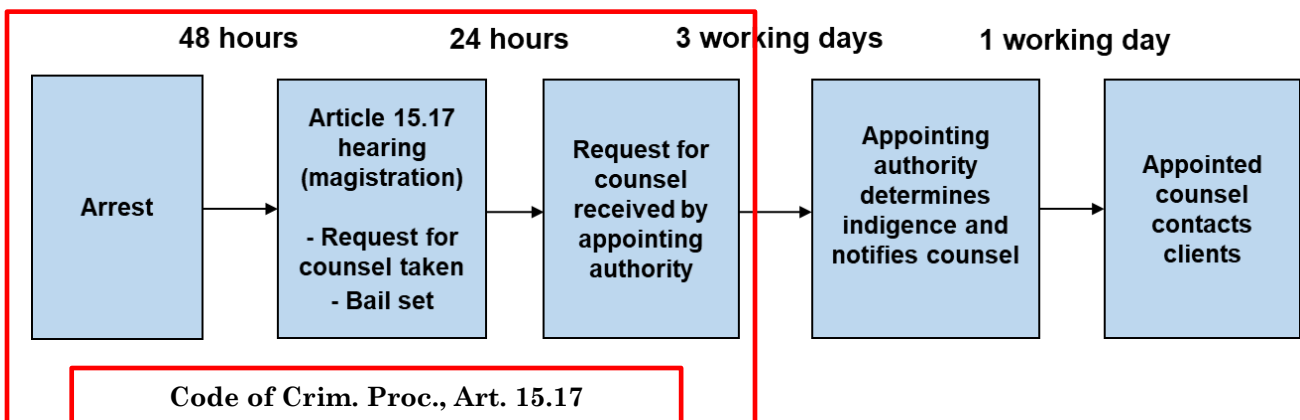 48 hours
24 hours
3 working days
1 working day
Arrest
Article 15.17
hearing
(magistration)
- Request for
counsel taken
- Bail set
Request for
counsel
received by
appointing
authority
Appointing
authority
determines
indigence and
notifies counsel
Appointed
counsel
contacts
clients
Code of Crim. Proc., Art. 15.17